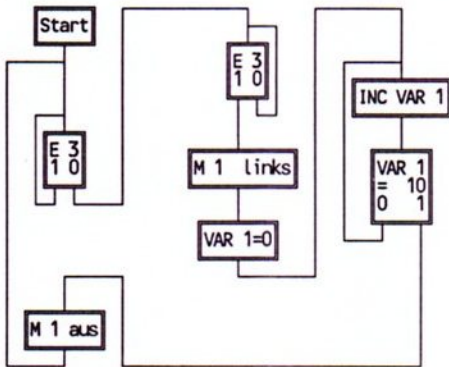 Start
E 3
1 0
M 1 aus
E 3
1 0
M 1 links
VAR 1=0
INC VAR 1
VAR 1
= 10
0 1